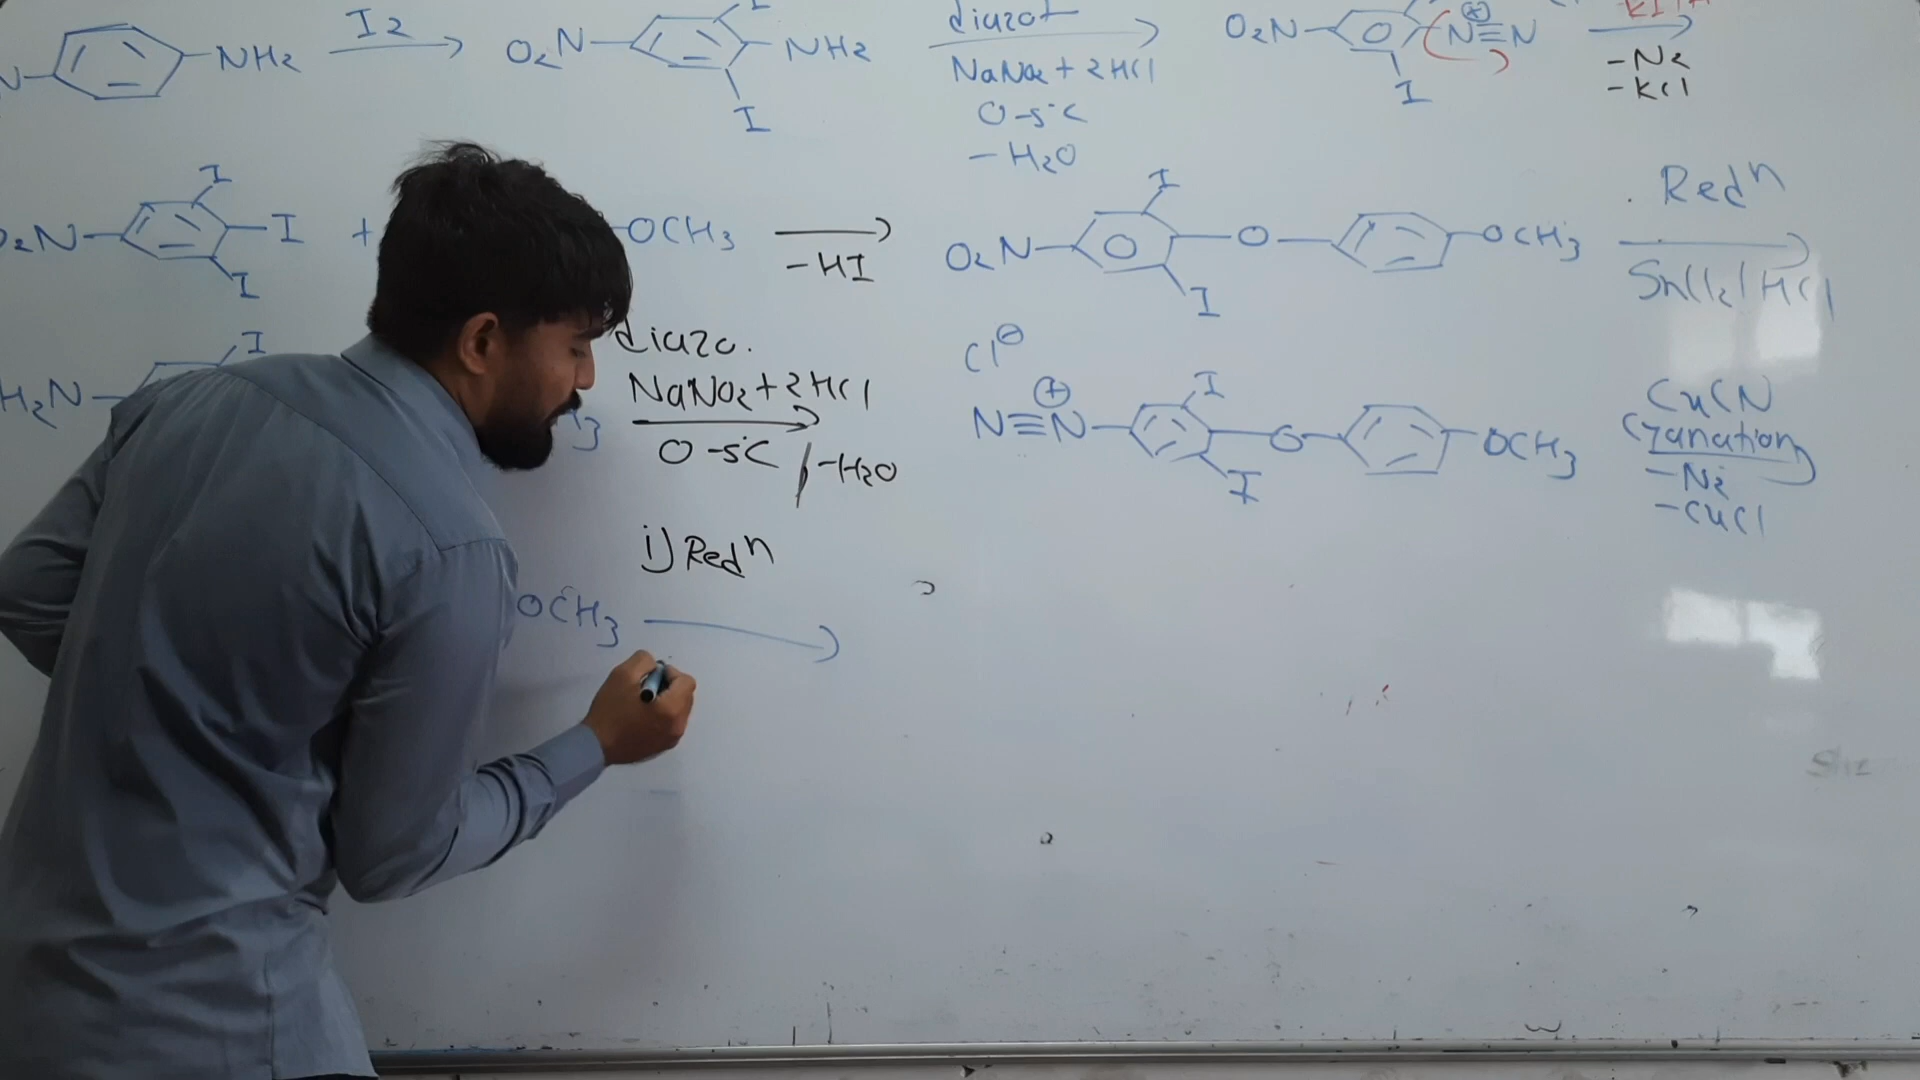 NH2 I2 O2N I NH2 I diazot NaNO2 + 2HCl 0-5°C - H2O O2N ⊕ N≡N I - N2 - KCl
O2N I I I + OCH3 - HI O2N I O I OCH3 Redⁿ SnCl2/HCl
H2N I diazo. NaNO2+2HCl 0-5°C / -H2O Cl⊖ N≡N ⊕ I O I OCH3 CuCN Cyanation - N2 - CuCl
OCH3 i) Redⁿ